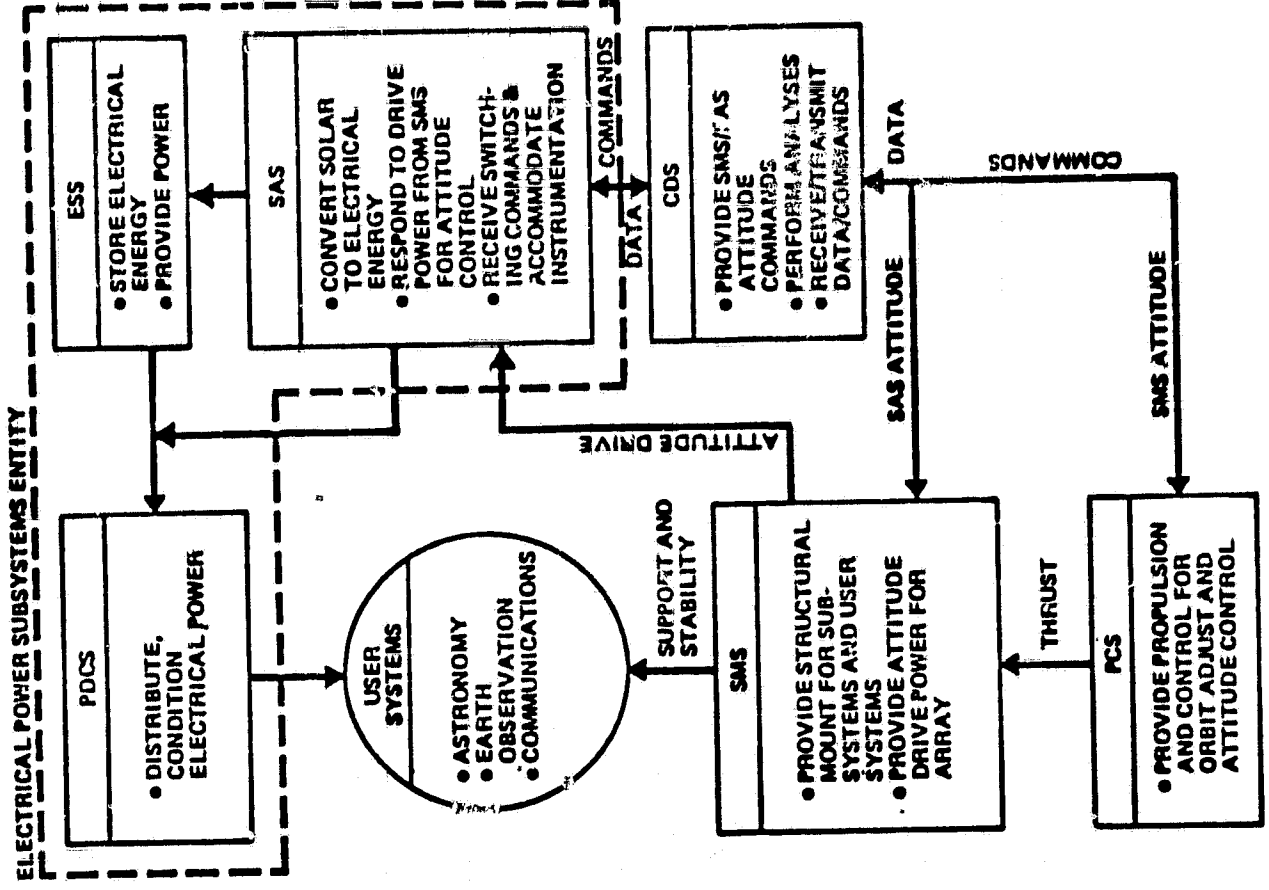 ELECTRICAL POWER SUBSYSTEMS ENTITY
PDCS
• DISTRIBUTE,
CONDITION
ELECTRICAL POWER
ESS
• STORE ELECTRICAL
ENERGY
• PROVIDE POWER
SAS
• CONVERT SOLAR
TO ELECTRICAL
ENERGY
• RESPOND TO DRIVE
POWER FROM SMS
FOR ATTITUDE
CONTROL
• RECEIVE SWITCH-
ING COMMANDS &
ACCOMMODATE
INSTRUMENTATION
USER
SYSTEMS
• ASTRONOMY
• EARTH
OBSERVATION
• COMMUNICATIONS
DATA
COMMANDS
ATTITUDE DRIVE
SUPPORT AND
STABILITY
CDS
• PROVIDE SMS/ AS
ATTITUDE
COMMANDS
• PERFORM ANALYSES
• RECEIVE/TRANSMIT
DATA/COMMANDS
SMS
• PROVIDE STRUCTURAL
MOUNT FOR SUB-
SYSTEMS AND USER
SYSTEMS
• PROVIDE ATTITUDE
DRIVE POWER FOR
ARRAY
SAS ATTITUDE
DATA
COMMANDS
THRUST
SMS ATTITUDE
PCS
• PROVIDE PROPULSION
AND CONTROL FOR
ORBIT ADJUST AND
ATTITUDE CONTROL